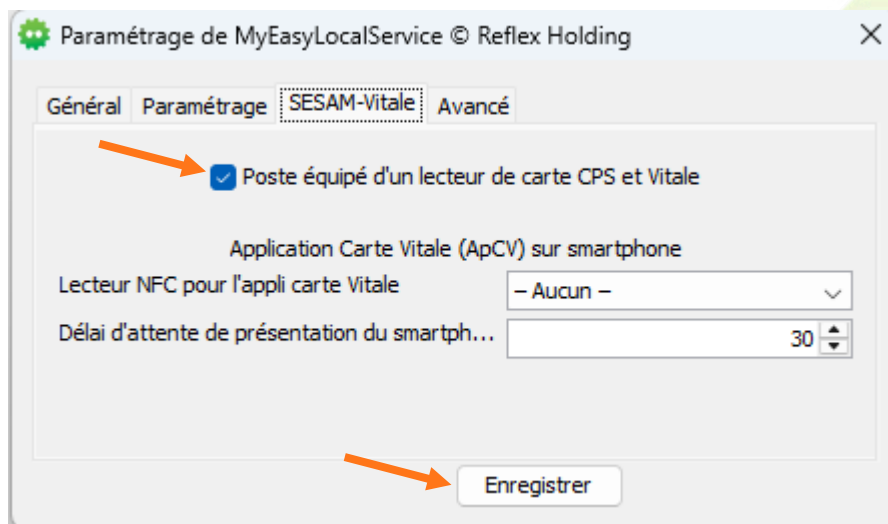 Paramétrage de MyEasyLocalService © Reflex Holding
Général Paramétrage SESAM-Vitale Avancé
Poste équipé d'un lecteur de carte CPS et Vitale
Application Carte Vitale (ApCV) sur smartphone
Lecteur NFC pour l'appli carte Vitale – Aucun –
Délai d'attente de présentation du smartph... 30
Enregistrer